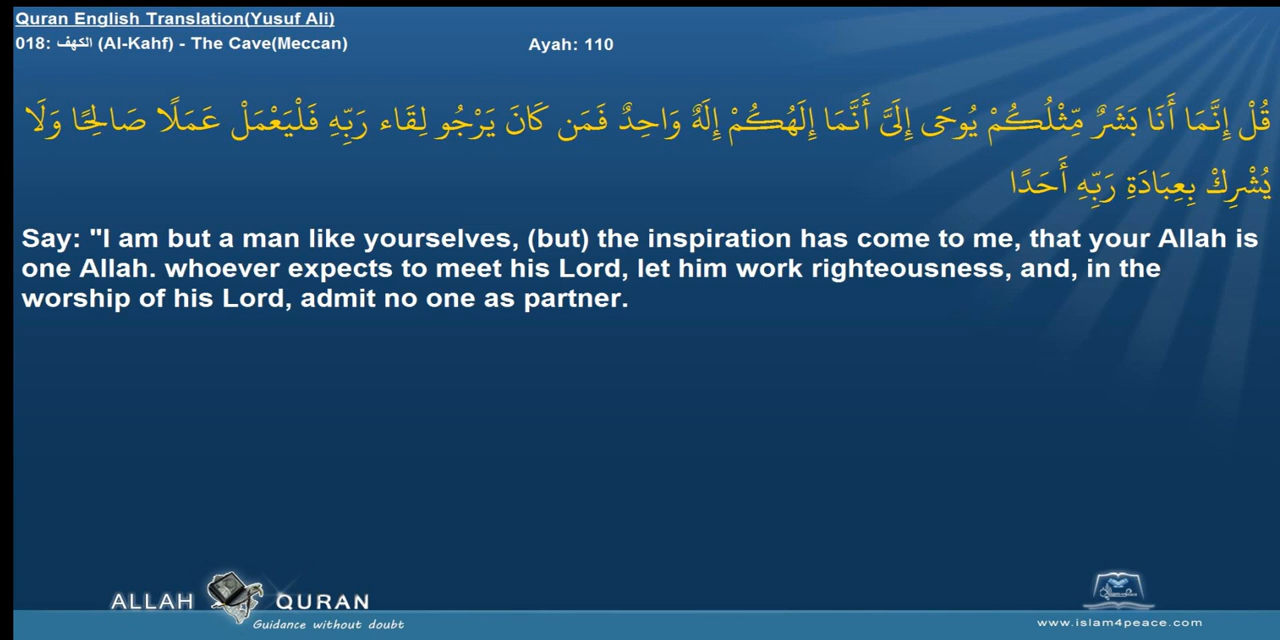 Quran English Translation(Yusuf Ali)
018: الكهف (Al-Kahf) - The Cave(Meccan) Ayah: 110
قُلْ إِنَّمَا أَنَا بَشَرٌ مِّثْلُكُمْ يُوحَى إِلَيَّ أَنَّمَا إِلَهُكُمْ إِلَهٌ وَاحِدٌ فَمَن كَانَ يَرْجُو لِقَاء رَبِّهِ فَلْيَعْمَلْ عَمَلًا صَالِحًا وَلَا
يُشْرِكْ بِعِبَادَةِ رَبِّهِ أَحَدًا
Say: "I am but a man like yourselves, (but) the inspiration has come to me, that your Allah is
one Allah. whoever expects to meet his Lord, let him work righteousness, and, in the
worship of his Lord, admit no one as partner.
ALLAH QURAN
Guidance without doubt
www.islam4peace.com